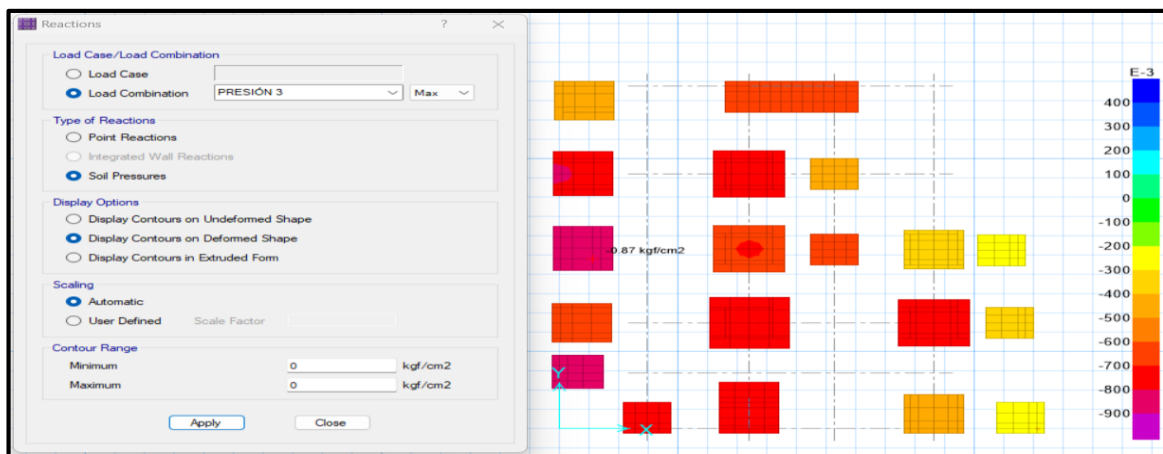 Reactions ? ×
Load Case/Load Combination
Load Case
Load Combination PRESIÓN 3 Max
Type of Reactions
Point Reactions
Integrated Wall Reactions
Soil Pressures
Display Options
Display Contours on Undeformed Shape
Display Contours on Deformed Shape
Display Contours in Extruded Form
Scaling
Automatic
User Defined Scale Factor
Contour Range
Minimum 0 kgf/cm2
Maximum 0 kgf/cm2
Apply Close
-0.87 kgf/cm2
Y
X
E-3
400
300
200
100
0
-100
-200
-300
-400
-500
-600
-700
-800
-900